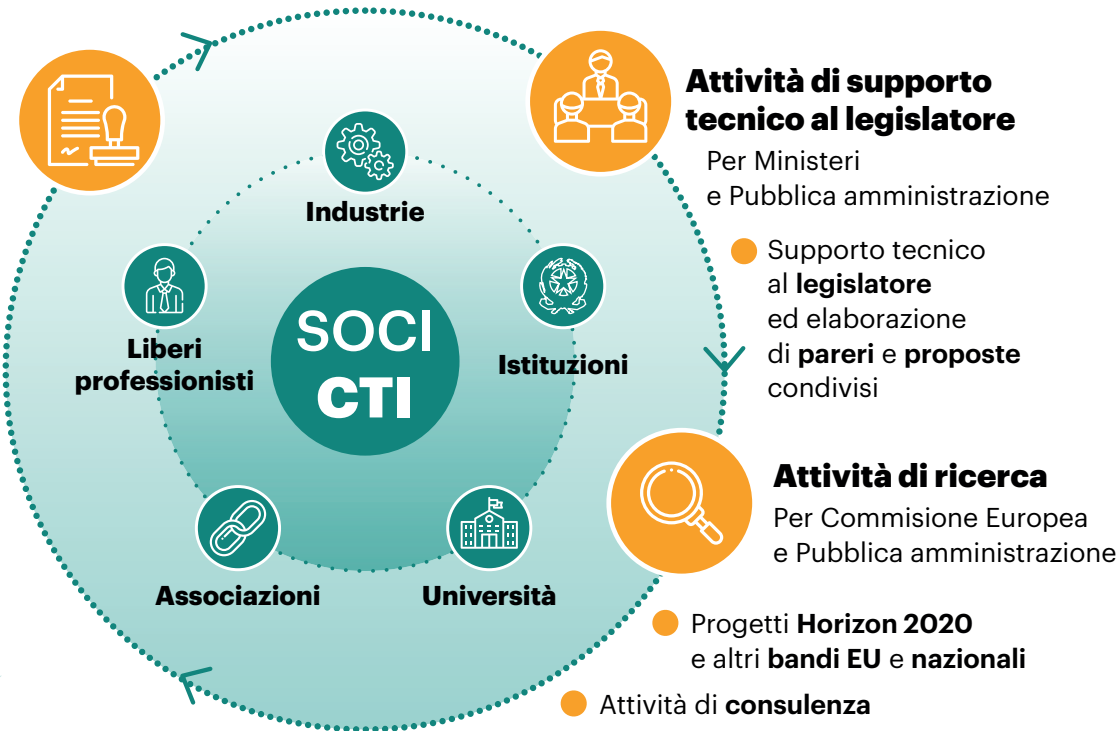 Attività di supporto
tecnico al legislatore
Per Ministeri
e Pubblica amministrazione
Supporto tecnico
al legislatore
ed elaborazione
di pareri e proposte
condivisi
Industrie
Liberi
professionisti
SOCI
CTI
Istituzioni
Associazioni
Università
Attività di ricerca
Per Commisione Europea
e Pubblica amministrazione
Progetti Horizon 2020
e altri bandi EU e nazionali
Attività di consulenza